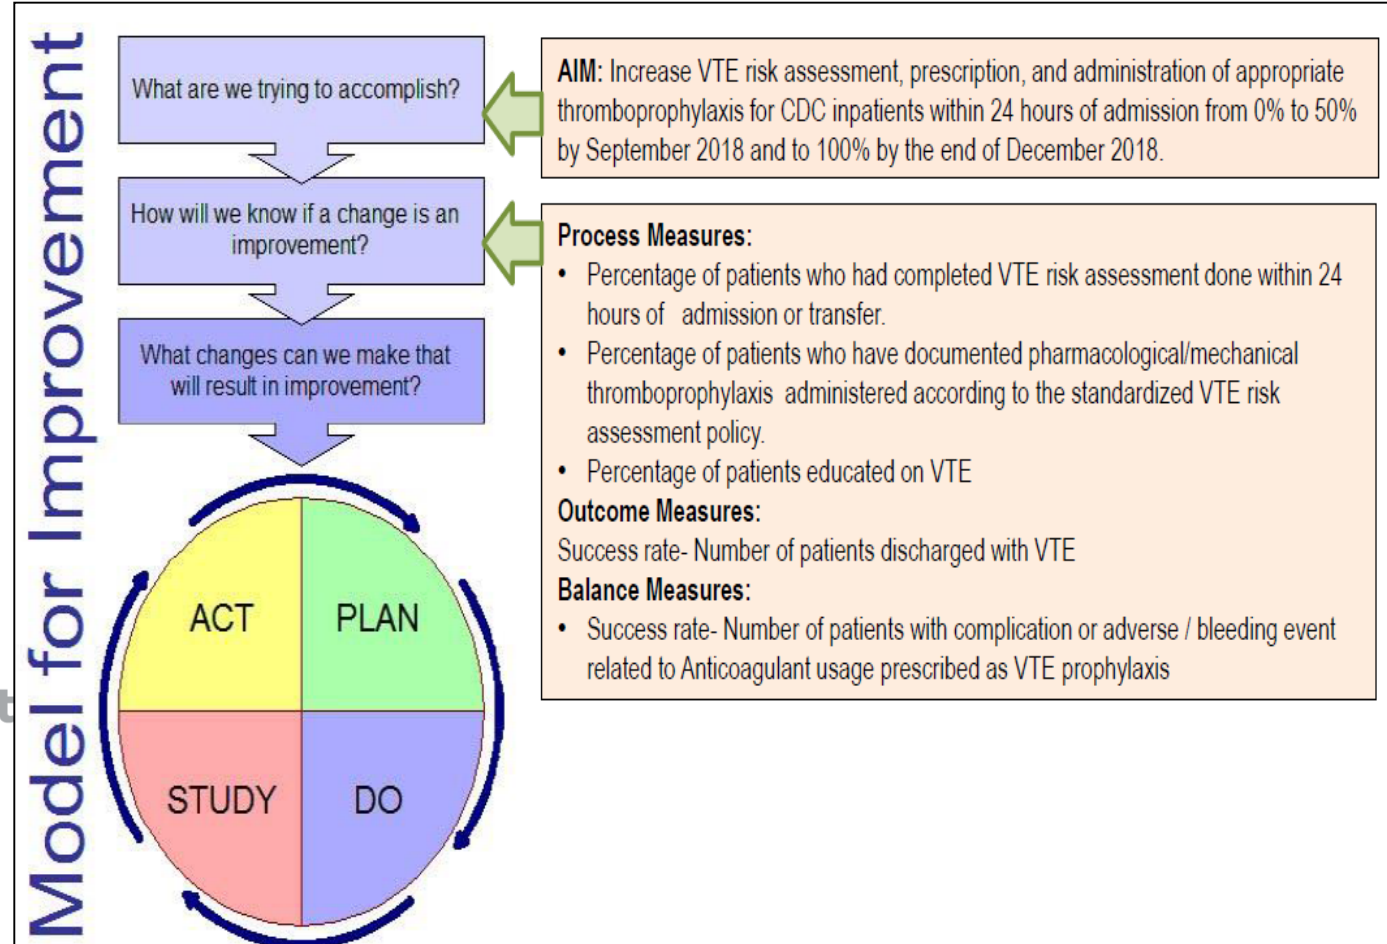 Model for Improvement
What are we trying to accomplish?
How will we know if a change is an
improvement?
What changes can we make that
will result in improvement?
ACT
PLAN
STUDY
DO
AIM: Increase VTE risk assessment, prescription, and administration of appropriate
thromboprophylaxis for CDC inpatients within 24 hours of admission from 0% to 50%
by September 2018 and to 100% by the end of December 2018.
Process Measures:
• Percentage of patients who had completed VTE risk assessment done within 24
hours of admission or transfer.
• Percentage of patients who have documented pharmacological/mechanical
thromboprophylaxis administered according to the standardized VTE risk
assessment policy.
• Percentage of patients educated on VTE
Outcome Measures:
Success rate- Number of patients discharged with VTE
Balance Measures:
• Success rate- Number of patients with complication or adverse / bleeding event
related to Anticoagulant usage prescribed as VTE prophylaxis